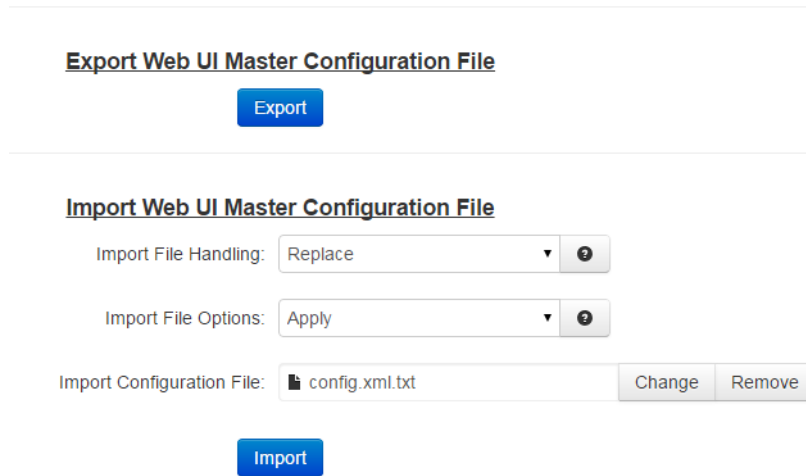 Export Web UI Master Configuration File
Export
Import Web UI Master Configuration File
Import File Handling: Replace
Import File Options: Apply
Import Configuration File: config.xml.txt Change Remove
Import